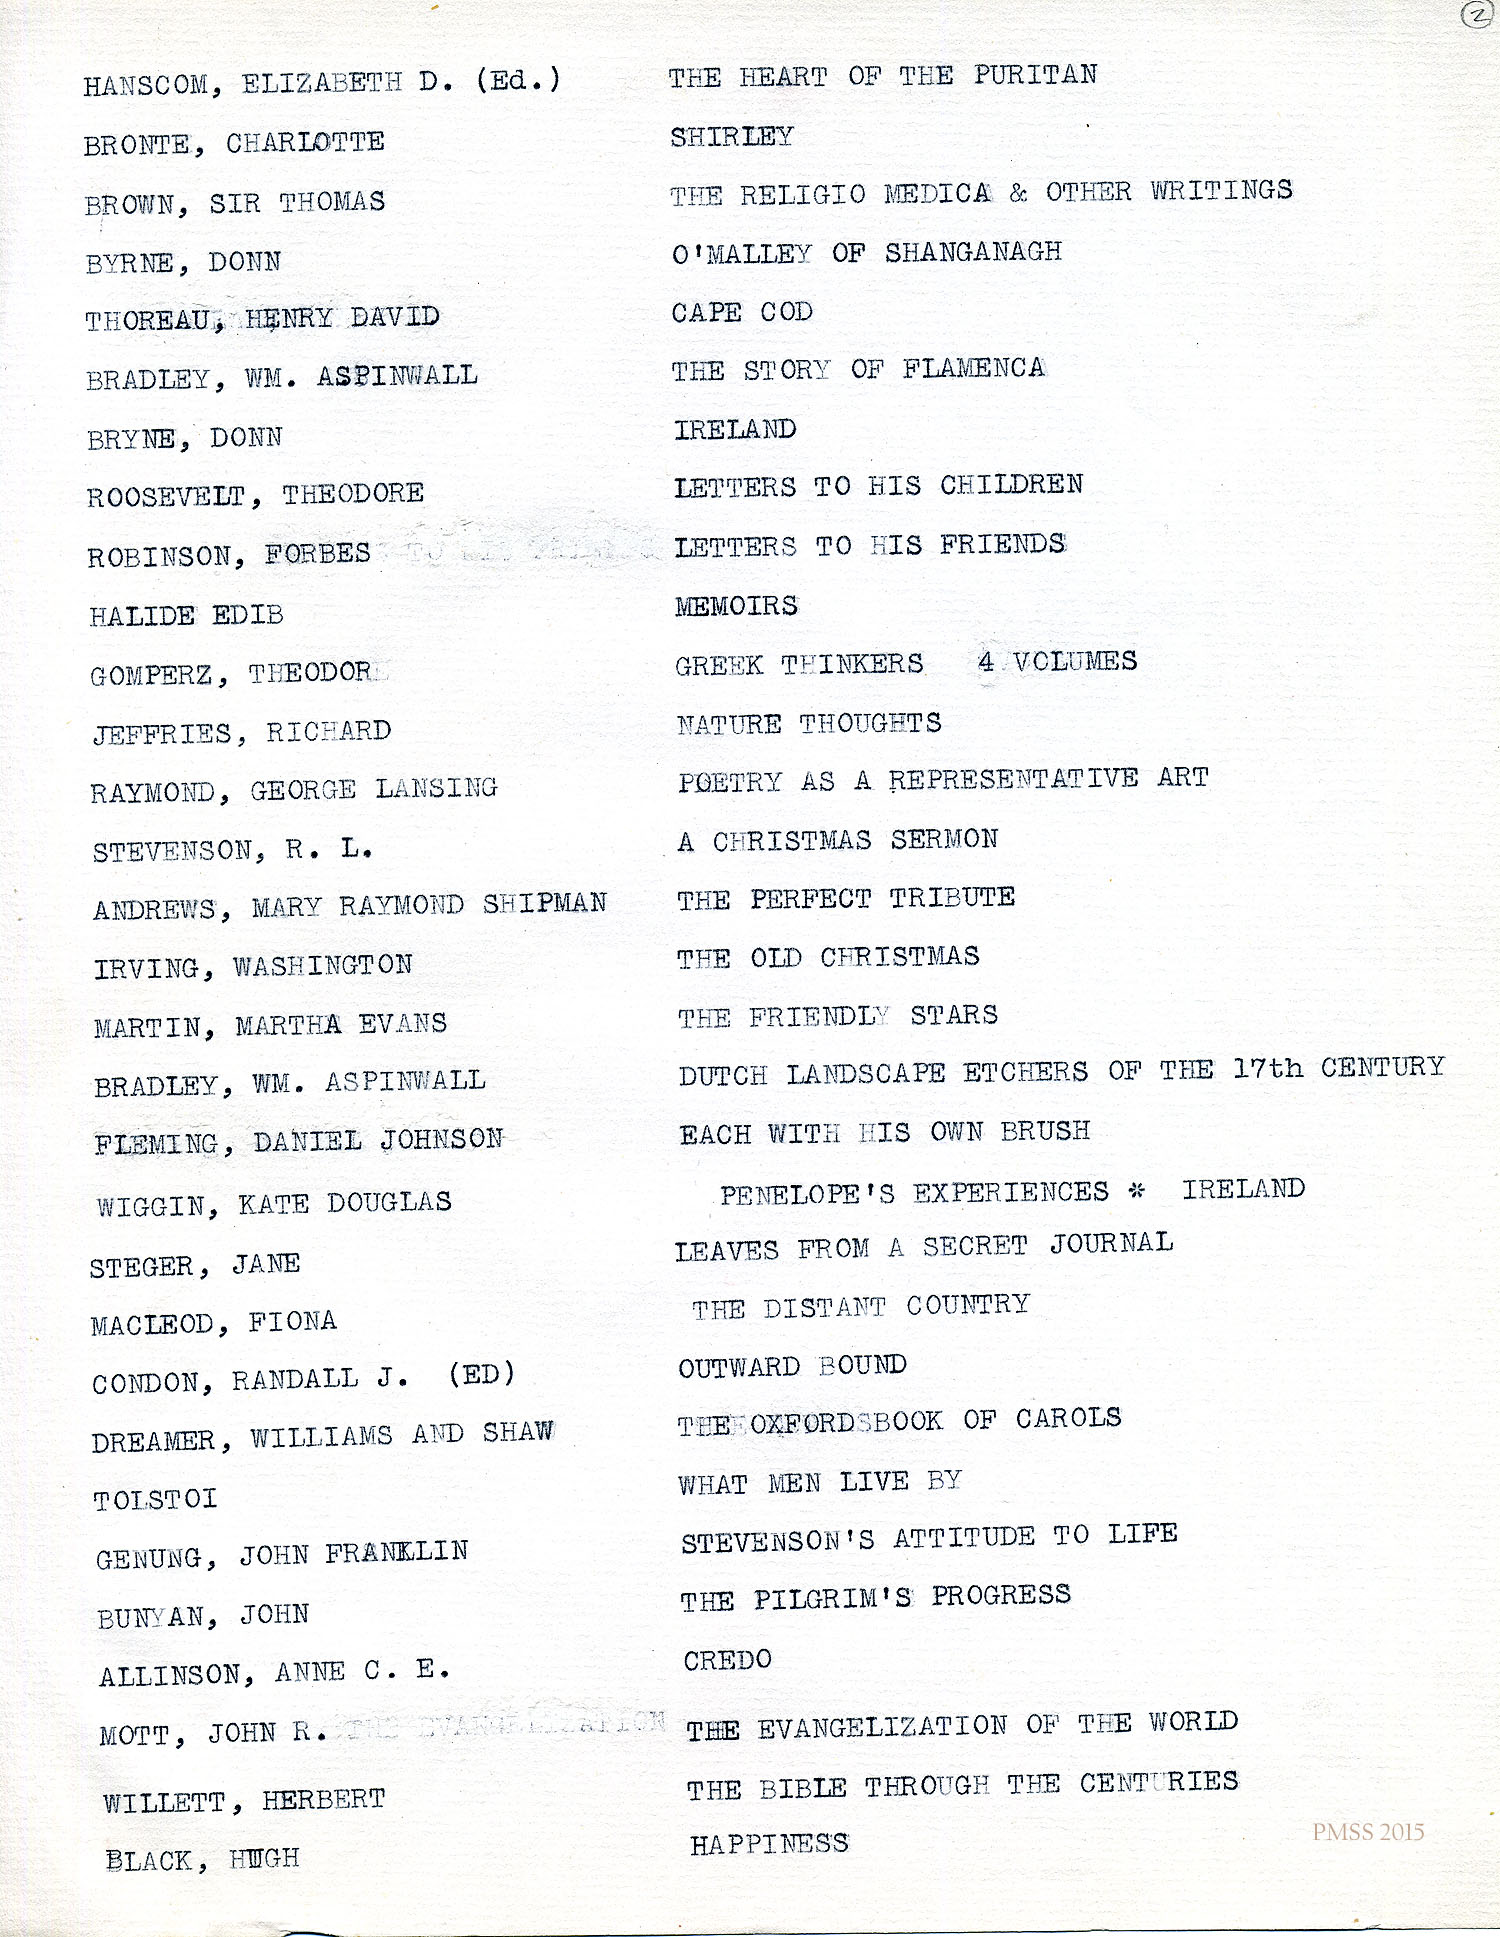 2
HANSCOM, ELIZABETH D. (Ed.) THE HEART OF THE PURITAN
BRONTE, CHARLOTTE SHIRLEY
BROWN, SIR THOMAS THE RELIGIO MEDICA & OTHER WRITINGS
BYRNE, DONN O'MALLEY OF SHANGANAGH
THOREAU, HENRY DAVID CAPE COD
BRADLEY, WM. ASPINWALL THE STORY OF FLAMENCA
BRYNE, DONN IRELAND
ROOSEVELT, THEODORE LETTERS TO HIS CHILDREN
ROBINSON, FORBES LETTERS TO HIS FRIENDS
HALIDE EDIB MEMOIRS
GOMPERZ, THEODOR GREEK THINKERS 4 VOLUMES
JEFFRIES, RICHARD NATURE THOUGHTS
RAYMOND, GEORGE LANSING POETRY AS A REPRESENTATIVE ART
STEVENSON, R. L. A CHRISTMAS SERMON
ANDREWS, MARY RAYMOND SHIPMAN THE PERFECT TRIBUTE
IRVING, WASHINGTON THE OLD CHRISTMAS
MARTIN, MARTHA EVANS THE FRIENDLY STARS
BRADLEY, WM. ASPINWALL DUTCH LANDSCAPE ETCHERS OF THE 17th CENTURY
FLEMING, DANIEL JOHNSON EACH WITH HIS OWN BRUSH
WIGGIN, KATE DOUGLAS PENELOPE'S EXPERIENCES * IRELAND
STEGER, JANE LEAVES FROM A SECRET JOURNAL
MACLEOD, FIONA THE DISTANT COUNTRY
CONDON, RANDALL J. (ED) OUTWARD BOUND
DREAMER, WILLIAMS AND SHAW THE OXFORD BOOK OF CAROLS
TOLSTOI WHAT MEN LIVE BY
GENUNG, JOHN FRANKLIN STEVENSON'S ATTITUDE TO LIFE
BUNYAN, JOHN THE PILGRIM'S PROGRESS
ALLINSON, ANNE C. E. CREDO
MOTT, JOHN R. THE EVANGELIZATION OF THE WORLD
WILLETT, HERBERT THE BIBLE THROUGH THE CENTURIES
BLACK, HUGH HAPPINESS
PMSS 2015